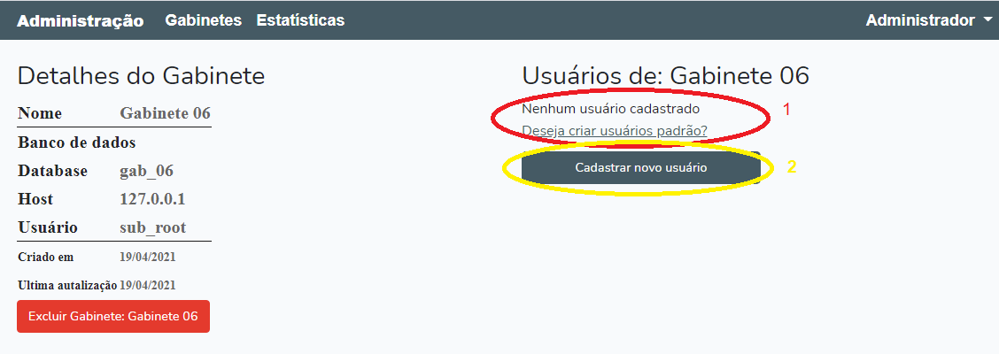 Administração Gabinetes Estatísticas Administrador
Detalhes do Gabinete
Nome Gabinete 06
Banco de dados
Database gab_06
Host 127.0.0.1
Usuário sub_root
Criado em 19/04/2021
Ultima autalização 19/04/2021
Excluir Gabinete: Gabinete 06
Usuários de: Gabinete 06
Nenhum usuário cadastrado 1
Deseja criar usuários padrão?
Cadastrar novo usuário 2